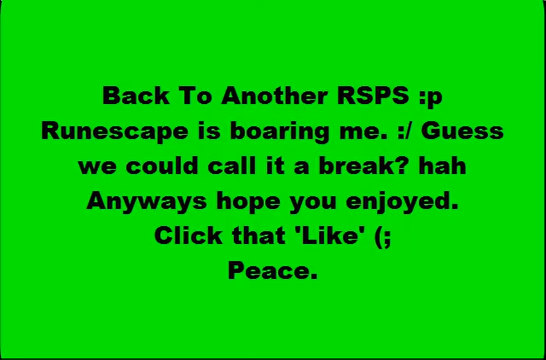 Back To Another RSPS :p
Runescape is boaring me. :/ Guess
we could call it a break? hah
Anyways hope you enjoyed.
Click that 'Like' (;
Peace.